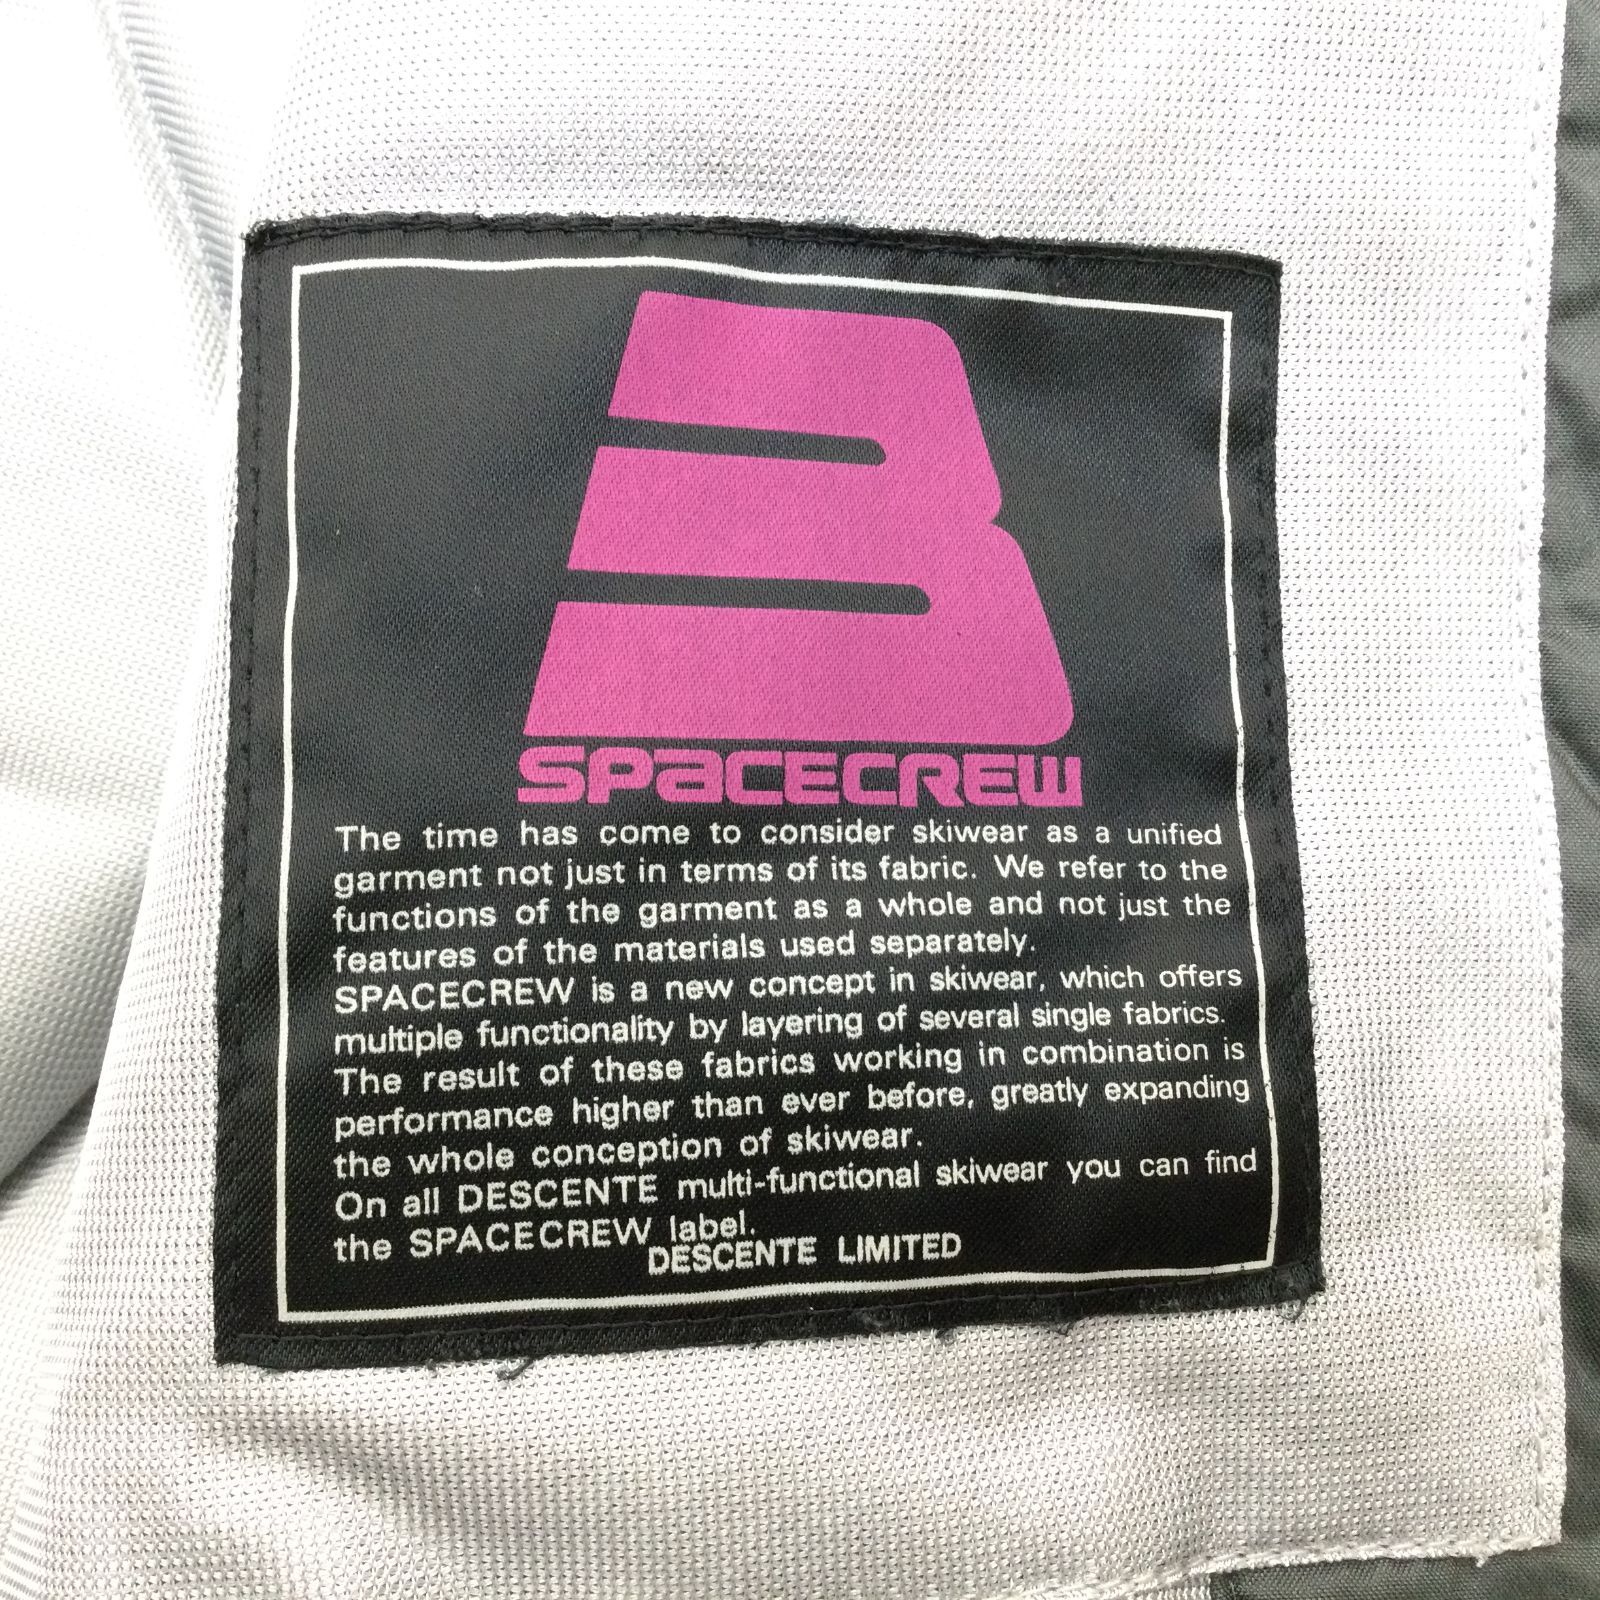 3
SPACECREW
The time has come to consider skiwear as a unified
garment not just in terms of its fabric. We refer to the
functions of the garment as a whole and not just the
features of the materials used separately.
SPACECREW is a new concept in skiwear, which offers
multiple functionality by layering of several single fabrics.
The result of these fabrics working in combination is
performance higher than ever before, greatly expanding
the whole conception of skiwear.
On all DESCENTE multi-functional skiwear you can find
the SPACECREW label.
DESCENTE LIMITED